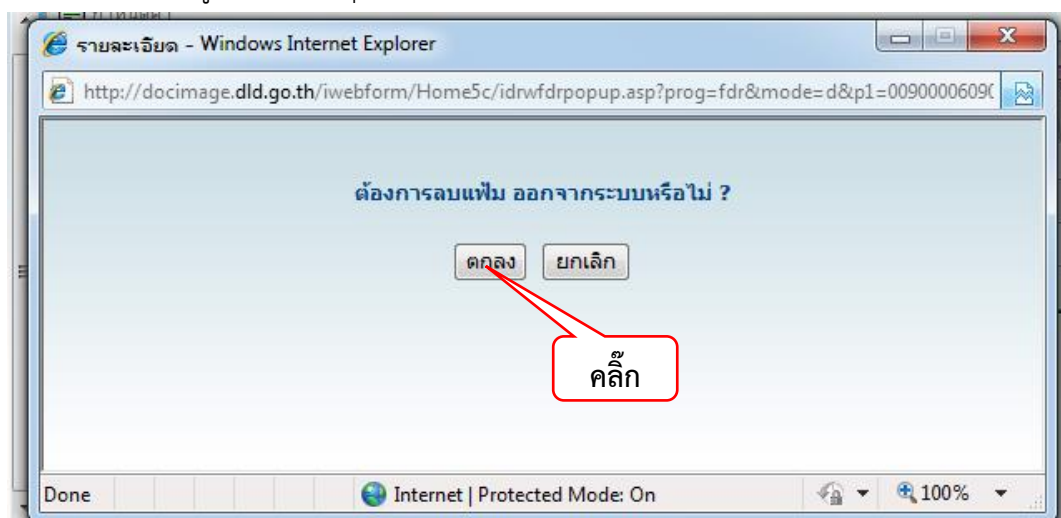 รายละเอียด - Windows Internet Explorer
http://docimage.dld.go.th/iwebform/Home5c/idrwfdrpopup.asp?prog=fdr&mode=d&p1=0090000609
ต้องการลบแฟ้ม ออกจากระบบหรือไม่ ?
ตกลง ยกเลิก
คลิ๊ก
Done Internet | Protected Mode: On 100%